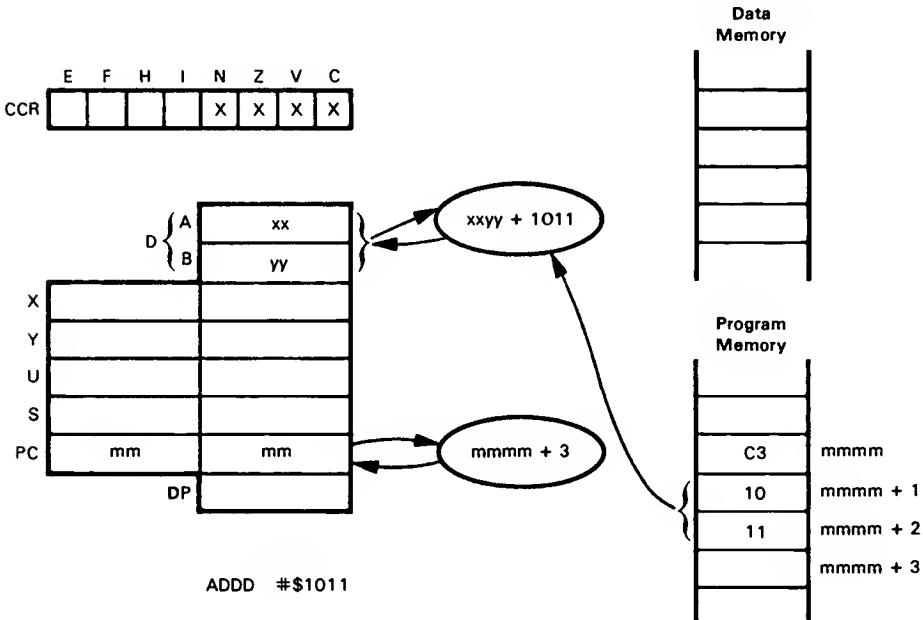 Data
Memory
E F H I N Z V C
CCR X X X X
A xx
D
B yy
xxyy + 1011
X
Y
U
S
PC mm mm
mmmm + 3
DP
Program
Memory
C3 mmmm
10 mmmm + 1
11 mmmm + 2
mmmm + 3
ADDD #$1011